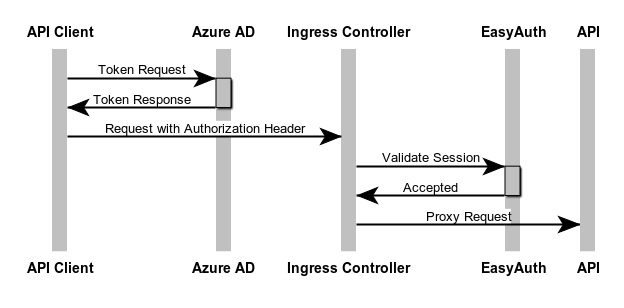 API Client Azure AD Ingress Controller EasyAuth API
Token Request
Token Response
Request with Authorization Header
Validate Session
Accepted
Proxy Request
API Client Azure AD Ingress Controller EasyAuth API